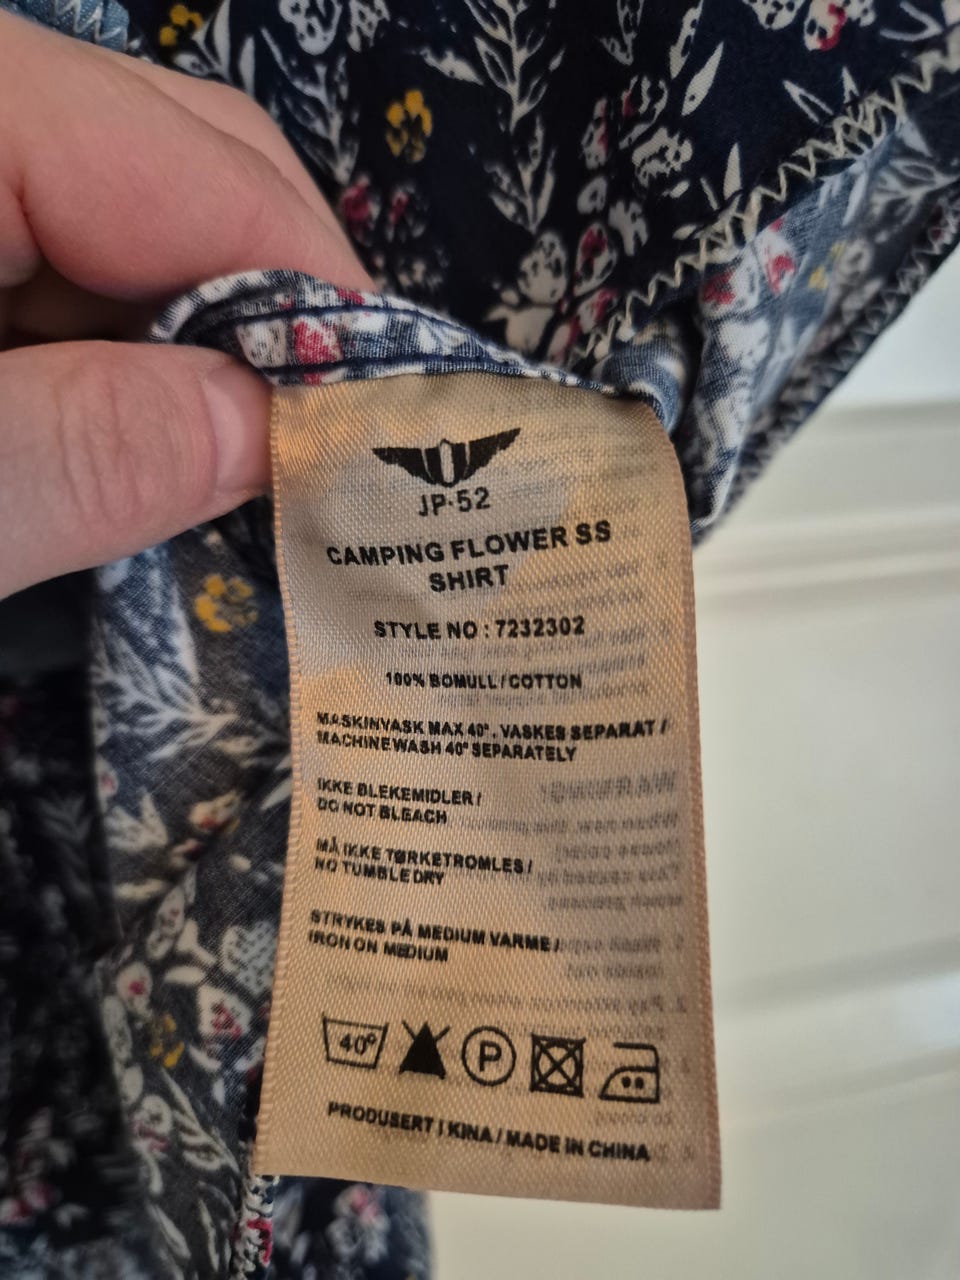 JP-52
CAMPING FLOWER SS
SHIRT
STYLE NO : 7232302
100% BOMULL / COTTON
MASKINVASK MAX 40°. VASKES SEPARAT /
MACHINEWASH 40° SEPARATELY
IKKE BLEKEMIDLER /
DO NOT BLEACH
MÅ IKKE TØRKETROMLES /
NO TUMBLE DRY
STRYKES PÅ MEDIUM VARME /
IRON ON MEDIUM
40° P
PRODUSERT I KINA / MADE IN CHINA